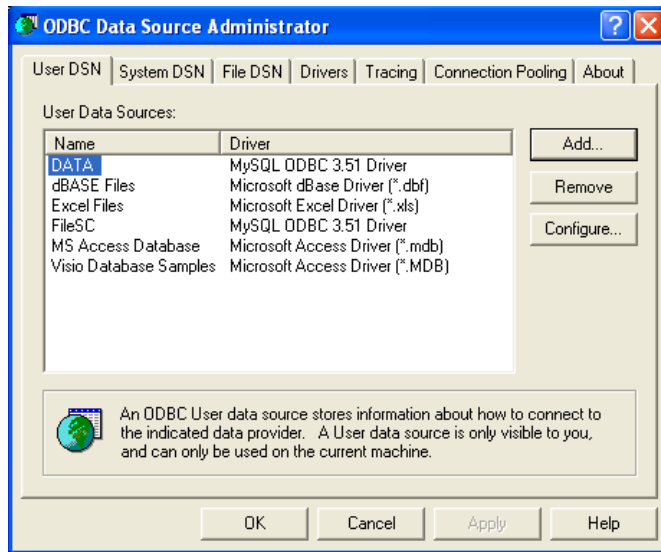 ODBC Data Source Administrator
?
User DSN System DSN File DSN Drivers Tracing Connection Pooling About
User Data Sources:
Name Driver
DATA MySQL ODBC 3.51 Driver
dBASE Files Microsoft dBase Driver (*.dbf)
Excel Files Microsoft Excel Driver (*.xls)
FileSC MySQL ODBC 3.51 Driver
MS Access Database Microsoft Access Driver (*.mdb)
Visio Database Samples Microsoft Access Driver (*.MDB)
Add...
Remove
Configure...
An ODBC User data source stores information about how to connect to
the indicated data provider. A User data source is only visible to you,
and can only be used on the current machine.
OK Cancel Apply Help